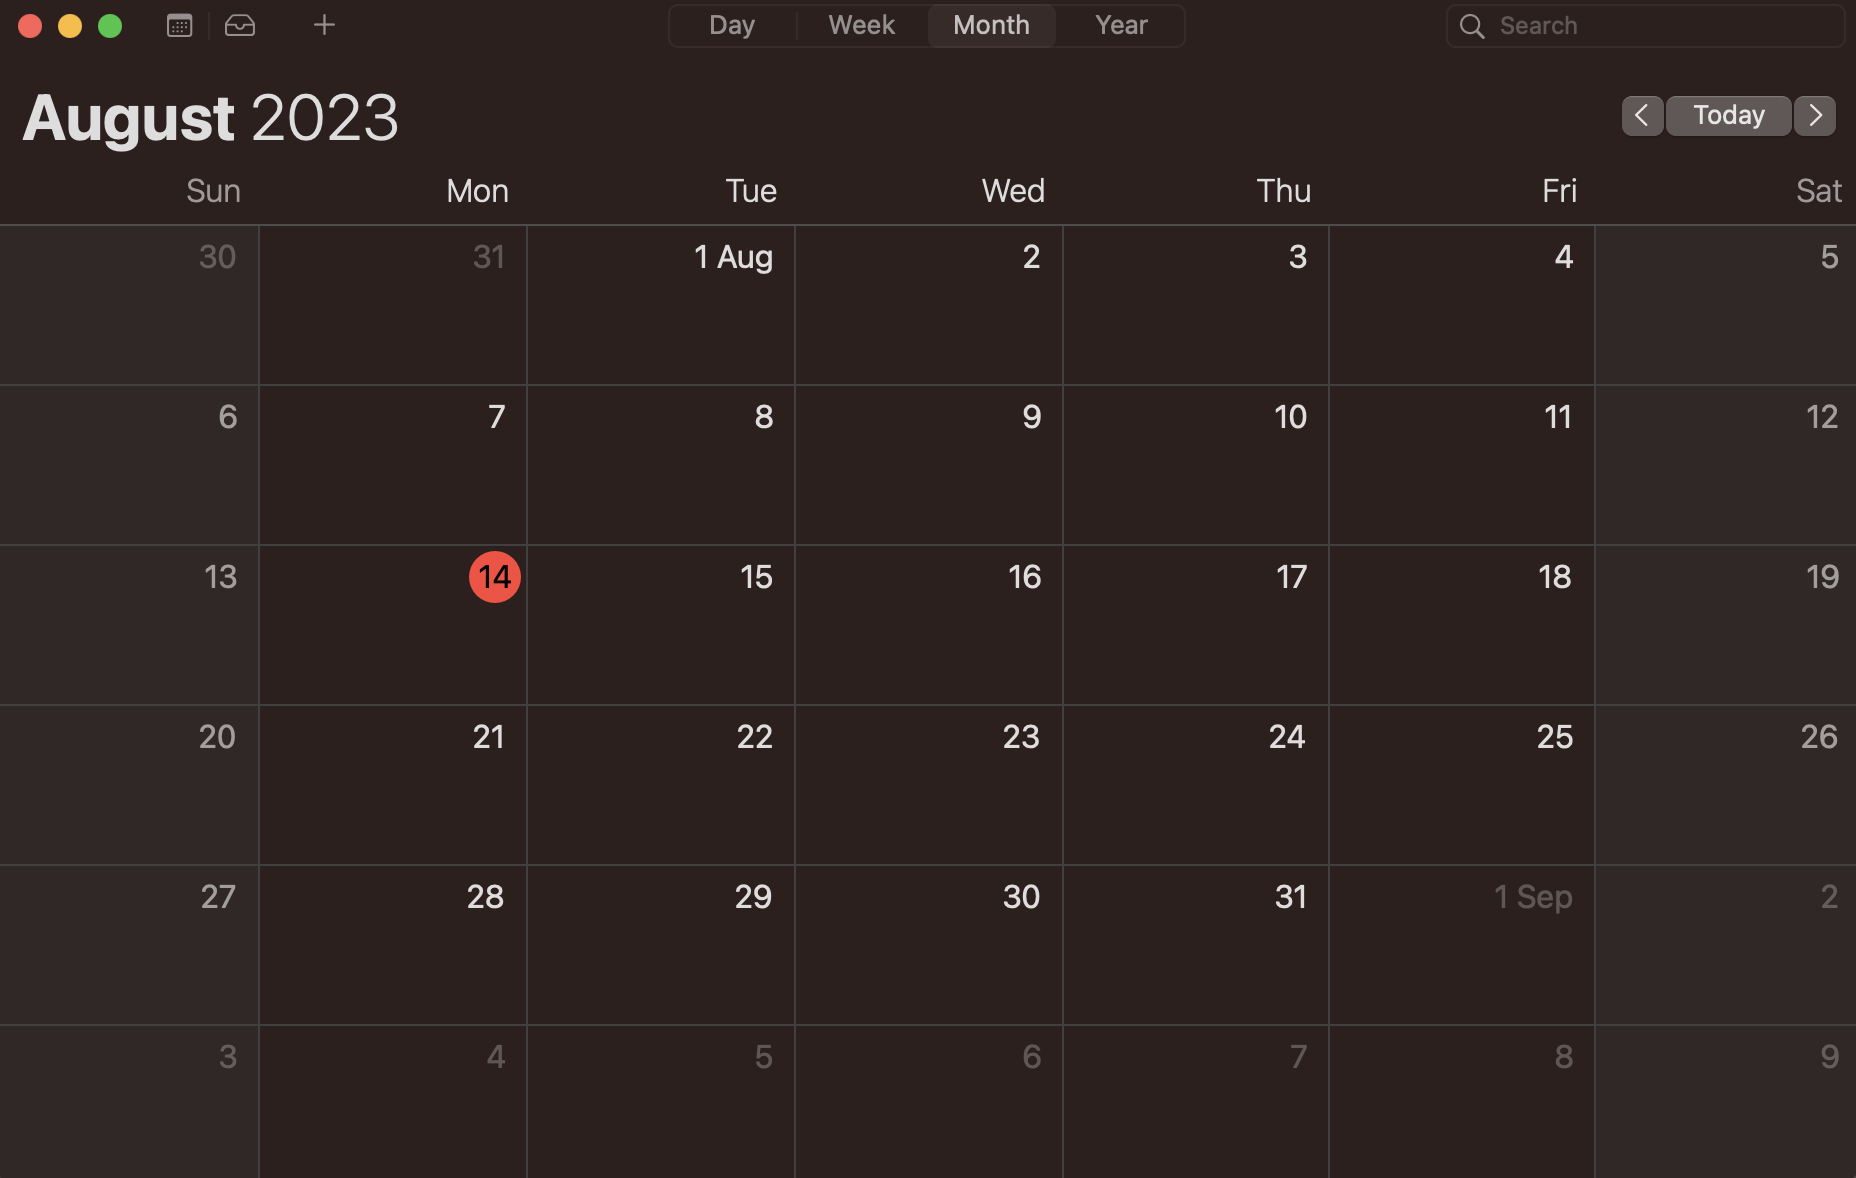 Day Week Month Year Search
August 2023 Today
Sun Mon Tue Wed Thu Fri Sat
30 31 1 Aug 2 3 4 5
6 7 8 9 10 11 12
13 14 15 16 17 18 19
20 21 22 23 24 25 26
27 28 29 30 31 1 Sep 2
3 4 5 6 7 8 9